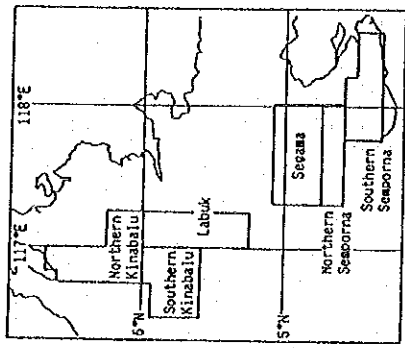 117°E
118°E
6°N
5°N
Northern
Kinabalu
Labuk
Southern
Kinabalu
Segama
Northern
Semporna
Southern
Semporna